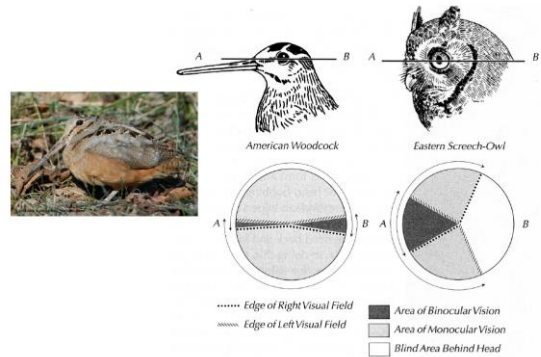 A B A B
American Woodcock Eastern Screech-Owl
A B A B
Edge of Right Visual Field
Edge of Left Visual Field
Area of Binocular Vision
Area of Monocular Vision
Blind Area Behind Head